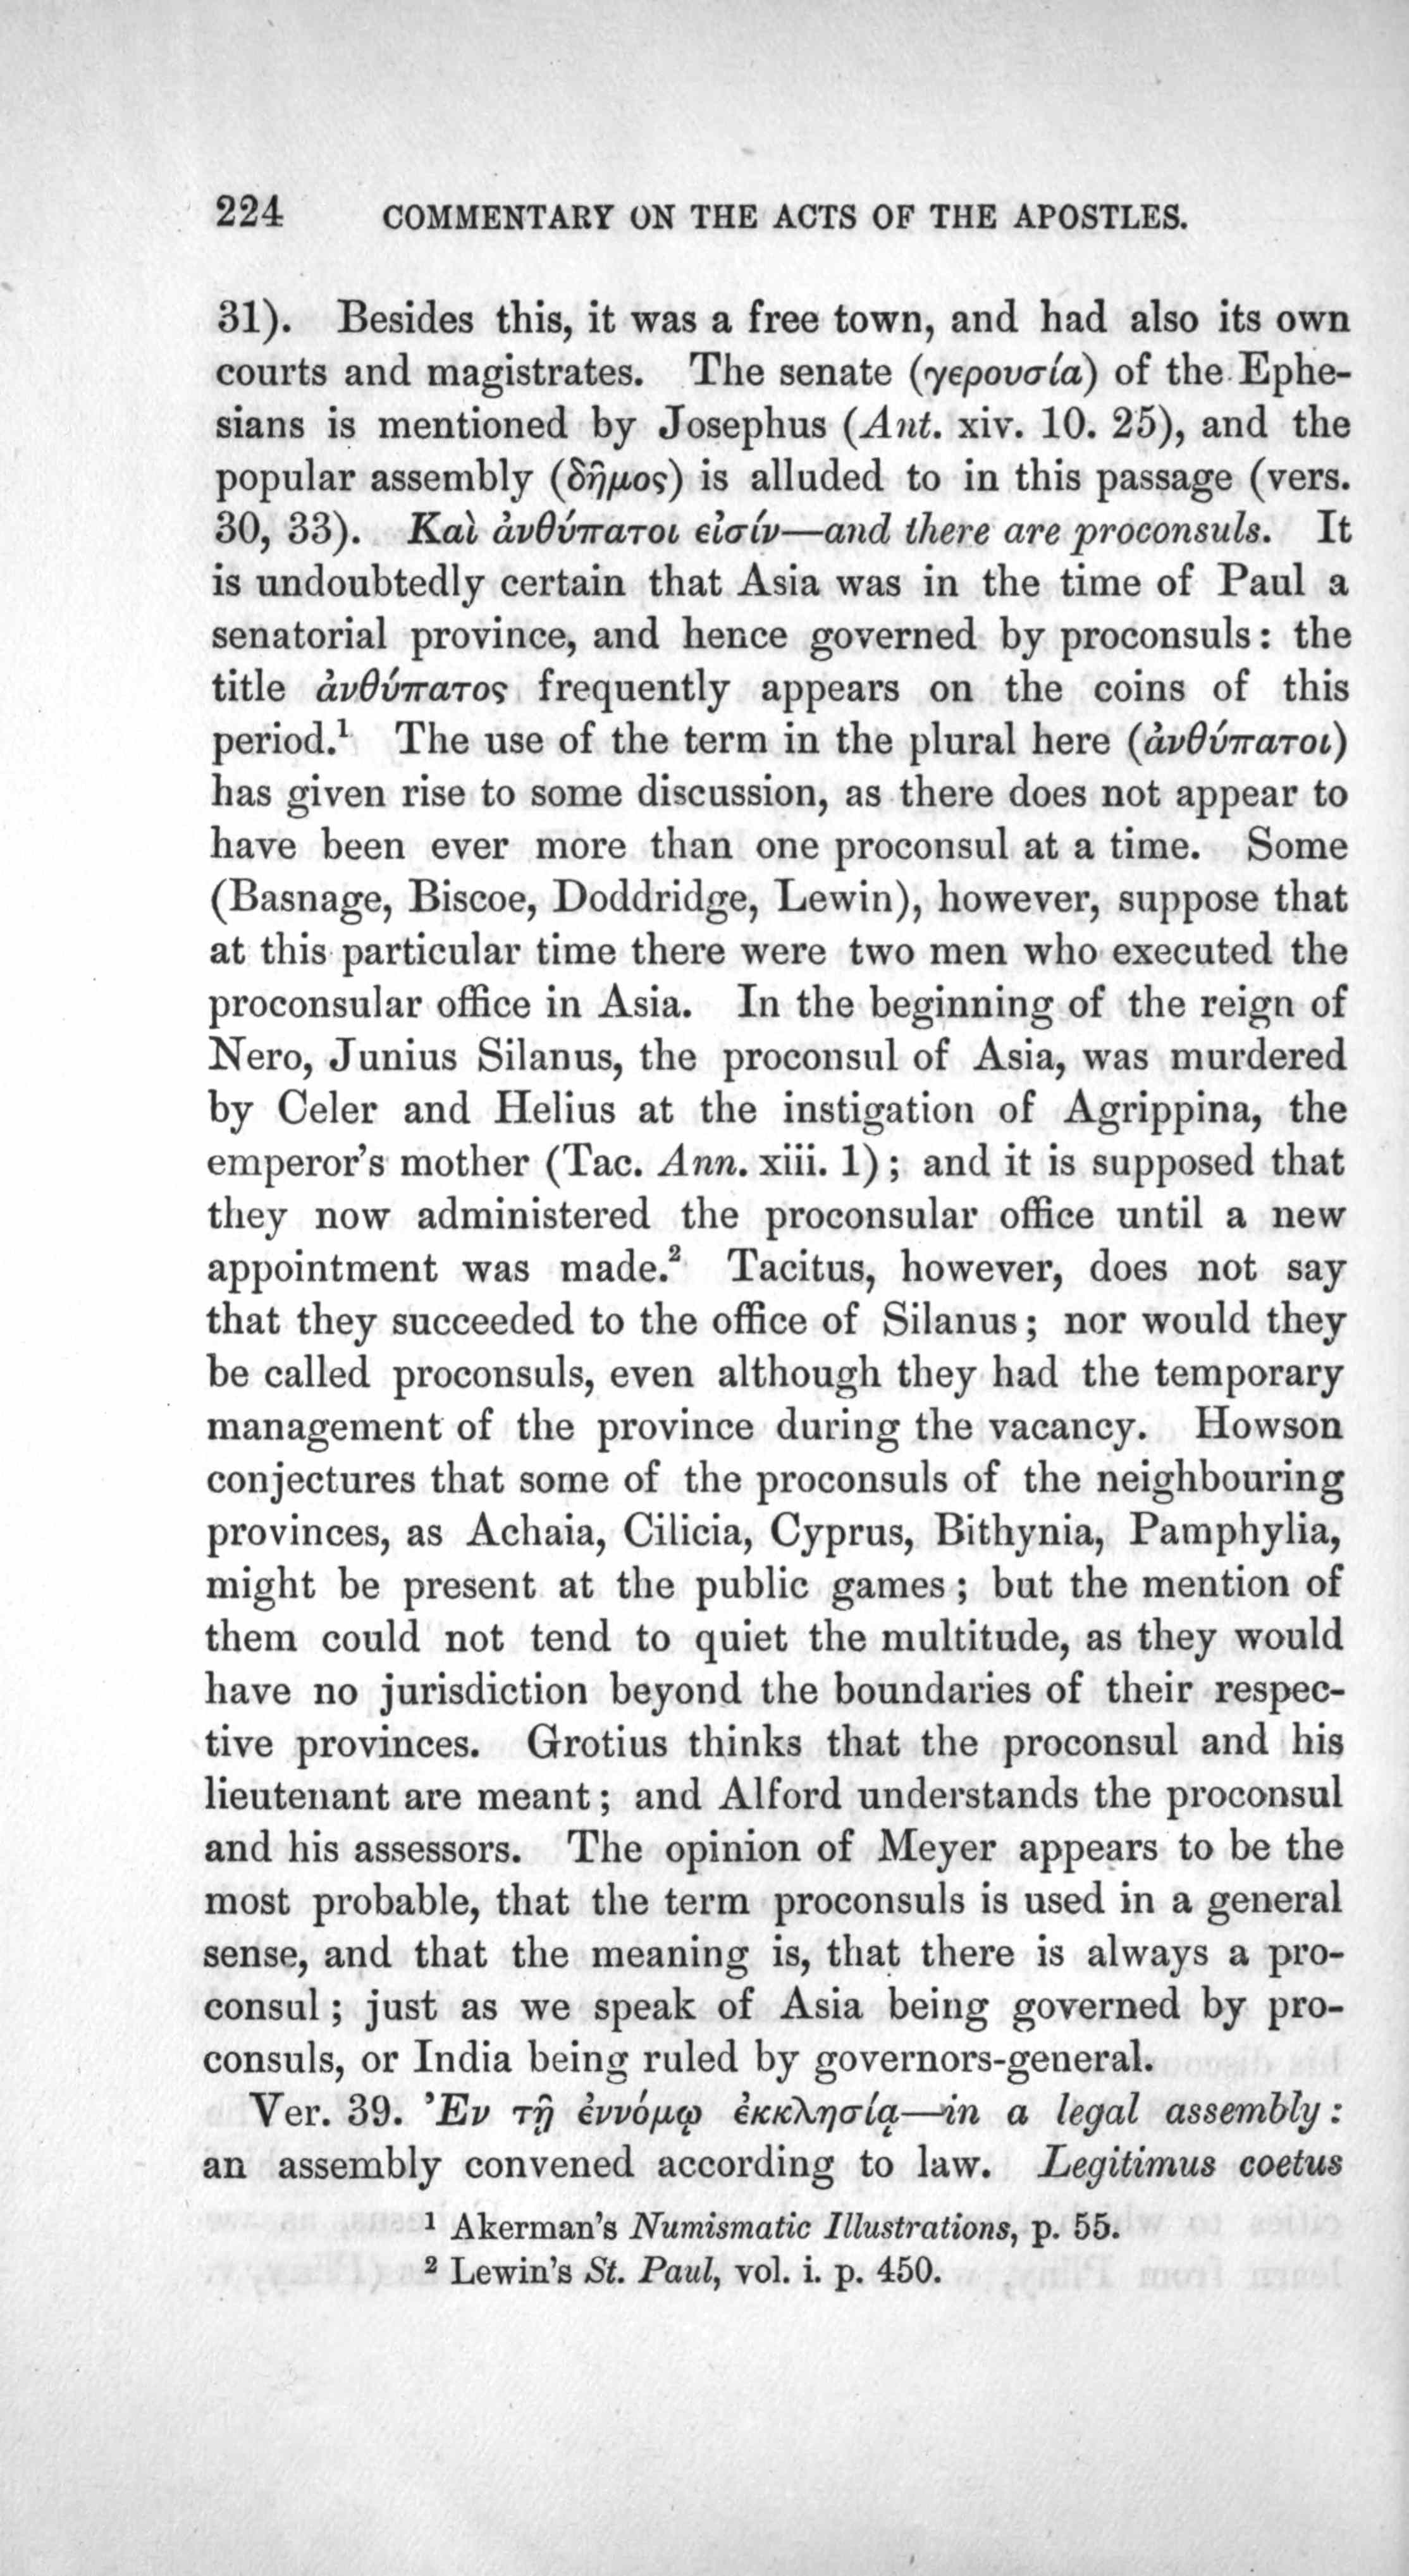 224 COMMENTARY ON THE ACTS OF THE APOSTLES.
31). Besides this, it was a free town, and had also its own
courts and magistrates. The senate (γερουσία) of the Ephe-
sians is mentioned by Josephus (Ant. xiv. 10. 25), and the
popular assembly (δῆμος) is alluded to in this passage (vers.
30, 33). Καὶ ἀνθύπατοι εἰσίν—and there are proconsuls. It
is undoubtedly certain that Asia was in the time of Paul a
senatorial province, and hence governed by proconsuls: the
title ἀνθύπατος frequently appears on the coins of this
period.¹ The use of the term in the plural here (ἀνθύπατοι)
has given rise to some discussion, as there does not appear to
have been ever more than one proconsul at a time. Some
(Basnage, Biscoe, Doddridge, Lewin), however, suppose that
at this particular time there were two men who executed the
proconsular office in Asia. In the beginning of the reign of
Nero, Junius Silanus, the proconsul of Asia, was murdered
by Celer and Helius at the instigation of Agrippina, the
emperor's mother (Tac. Ann. xiii. 1); and it is supposed that
they now administered the proconsular office until a new
appointment was made.² Tacitus, however, does not say
that they succeeded to the office of Silanus; nor would they
be called proconsuls, even although they had the temporary
management of the province during the vacancy. Howson
conjectures that some of the proconsuls of the neighbouring
provinces, as Achaia, Cilicia, Cyprus, Bithynia, Pamphylia,
might be present at the public games; but the mention of
them could not tend to quiet the multitude, as they would
have no jurisdiction beyond the boundaries of their respec-
tive provinces. Grotius thinks that the proconsul and his
lieutenant are meant; and Alford understands the proconsul
and his assessors. The opinion of Meyer appears to be the
most probable, that the term proconsuls is used in a general
sense, and that the meaning is, that there is always a pro-
consul; just as we speak of Asia being governed by pro-
consuls, or India being ruled by governors-general.
Ver. 39. Ἐν τῇ ἐννόμῳ ἐκκλησίᾳ—in a legal assembly:
an assembly convened according to law. Legitimus coetus
¹ Akerman's Numismatic Illustrations, p. 55.
² Lewin's St. Paul, vol. i. p. 450.